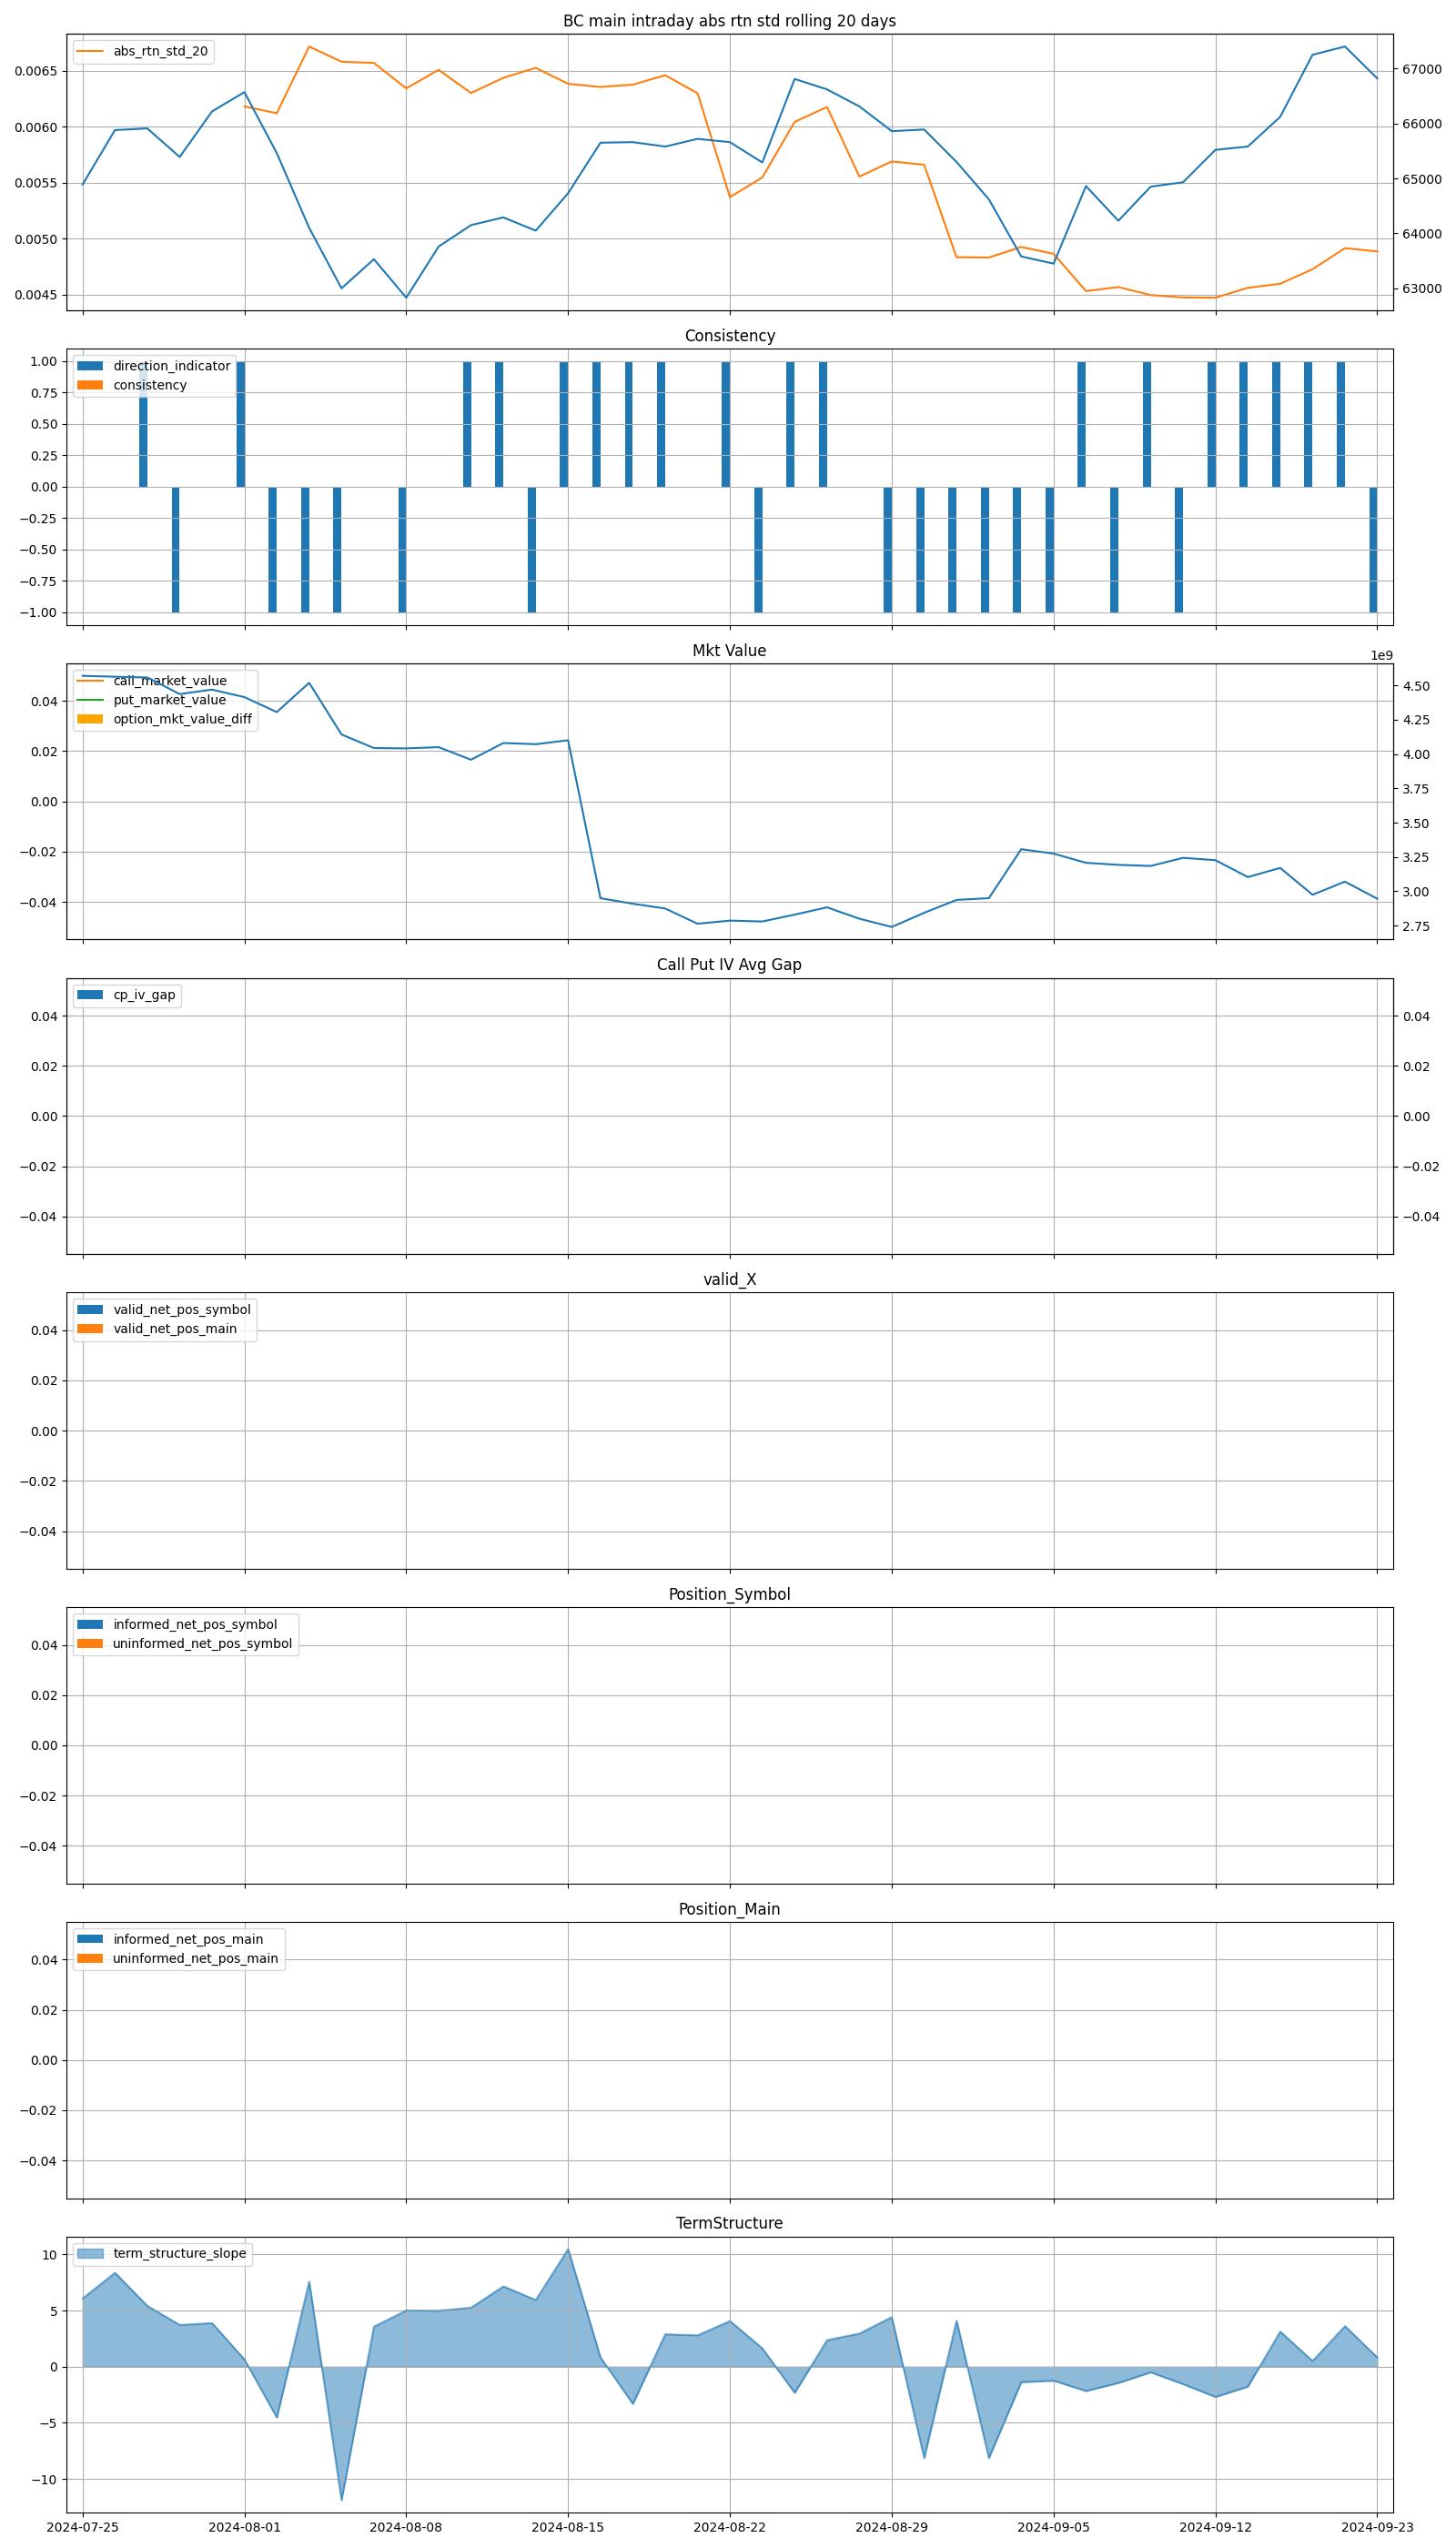 BC main intraday abs rtn std rolling 20 days
abs_rtn_std_20
0.0065
0.0060
0.0055
0.0050
0.0045
67000
66000
65000
64000
63000
Consistency
direction_indicator
consistency
1.00
0.75
0.50
0.25
0.00
−0.25
−0.50
−0.75
−1.00
Mkt Value
1e9
call_market_value
put_market_value
option_mkt_value_diff
0.04
0.02
0.00
−0.02
−0.04
4.50
4.25
4.00
3.75
3.50
3.25
3.00
2.75
Call Put IV Avg Gap
cp_iv_gap
0.04
0.02
0.00
−0.02
−0.04
0.04
0.02
0.00
−0.02
−0.04
valid_X
valid_net_pos_symbol
valid_net_pos_main
0.04
0.02
0.00
−0.02
−0.04
Position_Symbol
informed_net_pos_symbol
uninformed_net_pos_symbol
0.04
0.02
0.00
−0.02
−0.04
Position_Main
informed_net_pos_main
uninformed_net_pos_main
0.04
0.02
0.00
−0.02
−0.04
TermStructure
term_structure_slope
10
5
0
−5
−10
2024-07-25 2024-08-01 2024-08-08 2024-08-15 2024-08-22 2024-08-29 2024-09-05 2024-09-12 2024-09-23